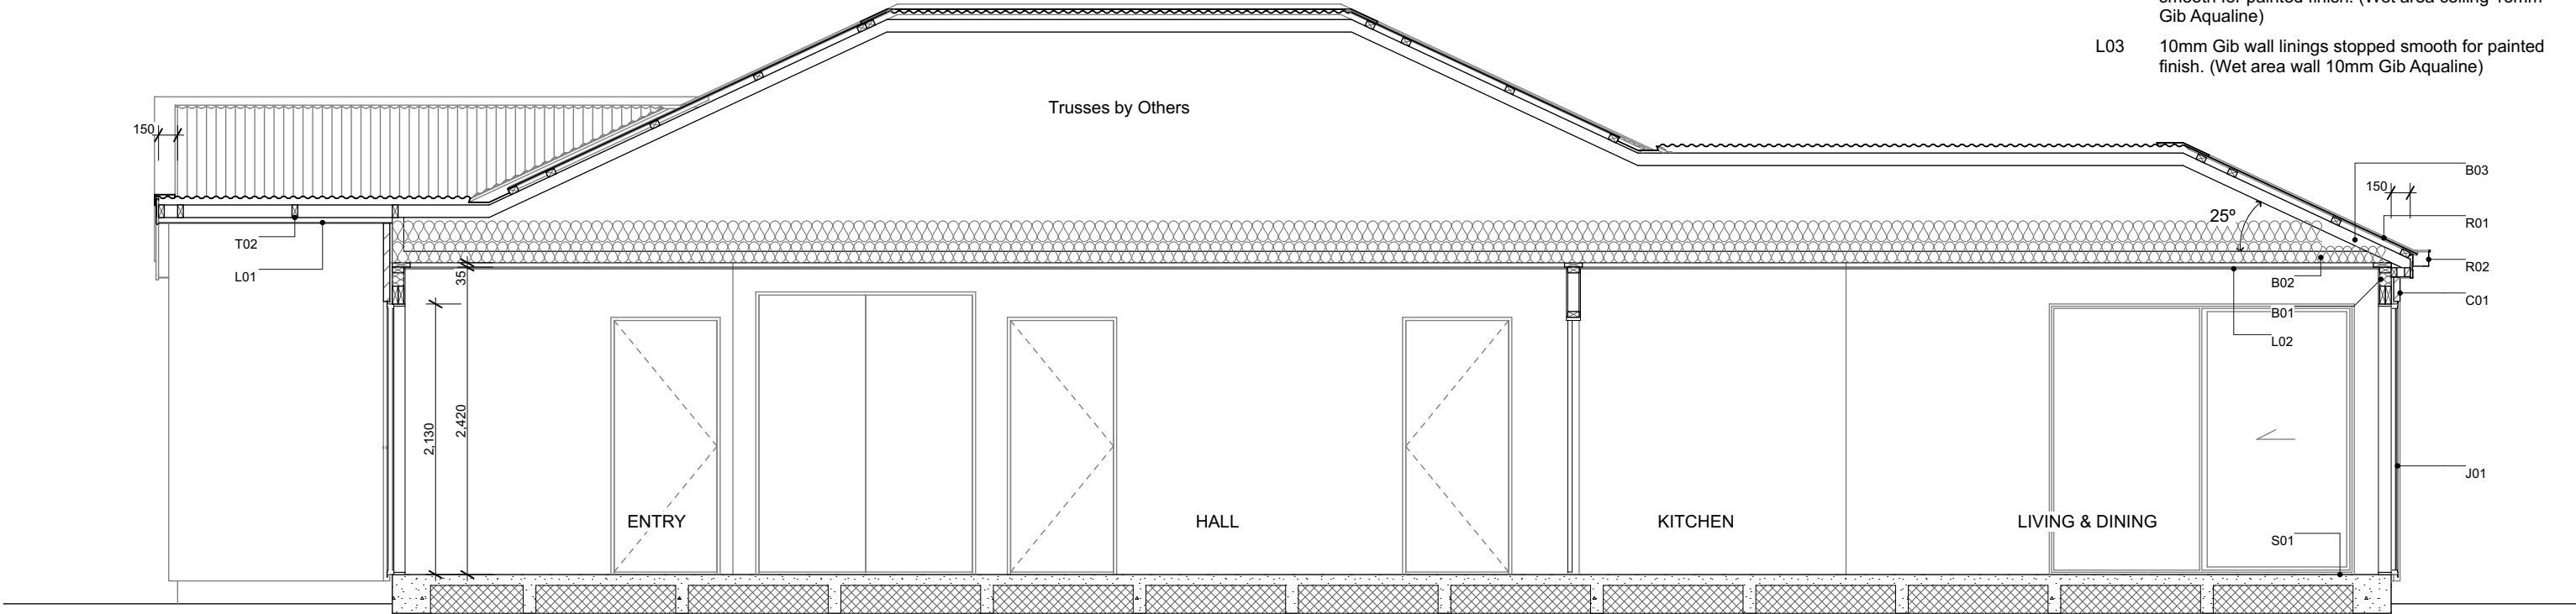 Gib Aqualine)
L03 10mm Gib wall linings stopped smooth for painted
finish. (Wet area wall 10mm Gib Aqualine)
Trusses by Others
150
B03
150
25º
R01
T02
R02
L01
35
B02
C01
B01
L02
2,130
2,420
J01
ENTRY
HALL
KITCHEN
LIVING & DINING
S01